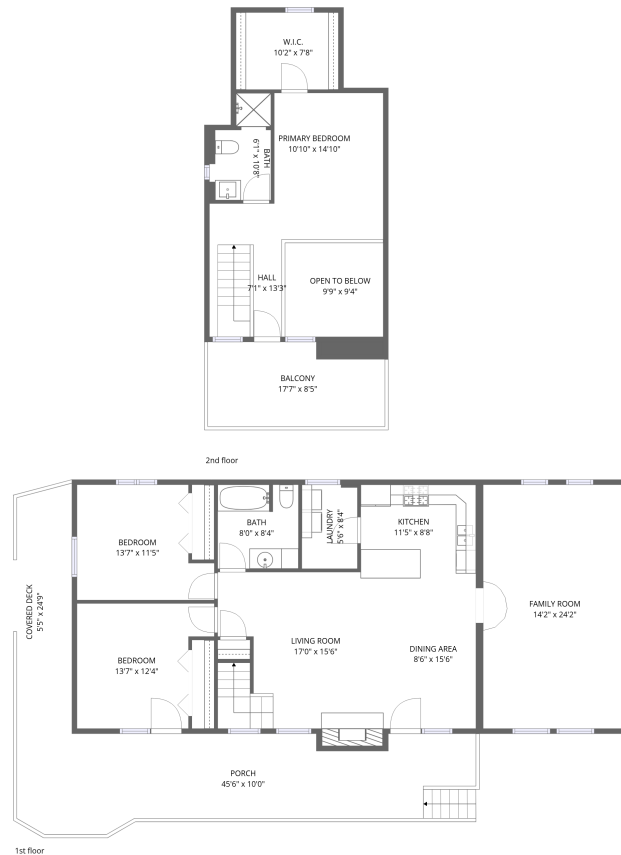 W.I.C.
10'2" x 7'8"
PRIMARY BEDROOM
10'10" x 14'10"
BATH
6'1" x 10'8"
HALL
7'1" x 13'3"
OPEN TO BELOW
9'9" x 9'4"
BALCONY
17'7" x 8'5"
2nd floor
BATH
8'0" x 8'4"
LAUNDRY
5'6" x 8'4"
KITCHEN
11'5" x 8'8"
BEDROOM
13'7" x 11'5"
COVERED DECK
5'5" x 24'9"
FAMILY ROOM
14'2" x 24'2"
LIVING ROOM
17'0" x 15'6"
DINING AREA
8'6" x 15'6"
BEDROOM
13'7" x 12'4"
PORCH
45'6" x 10'0"
1st floor